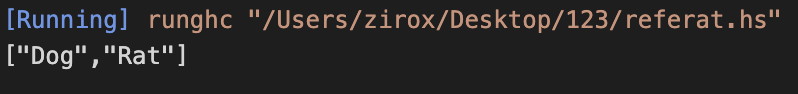 [Running] runghc "/Users/zirox/Desktop/123/referat.hs"
["Dog","Rat"]